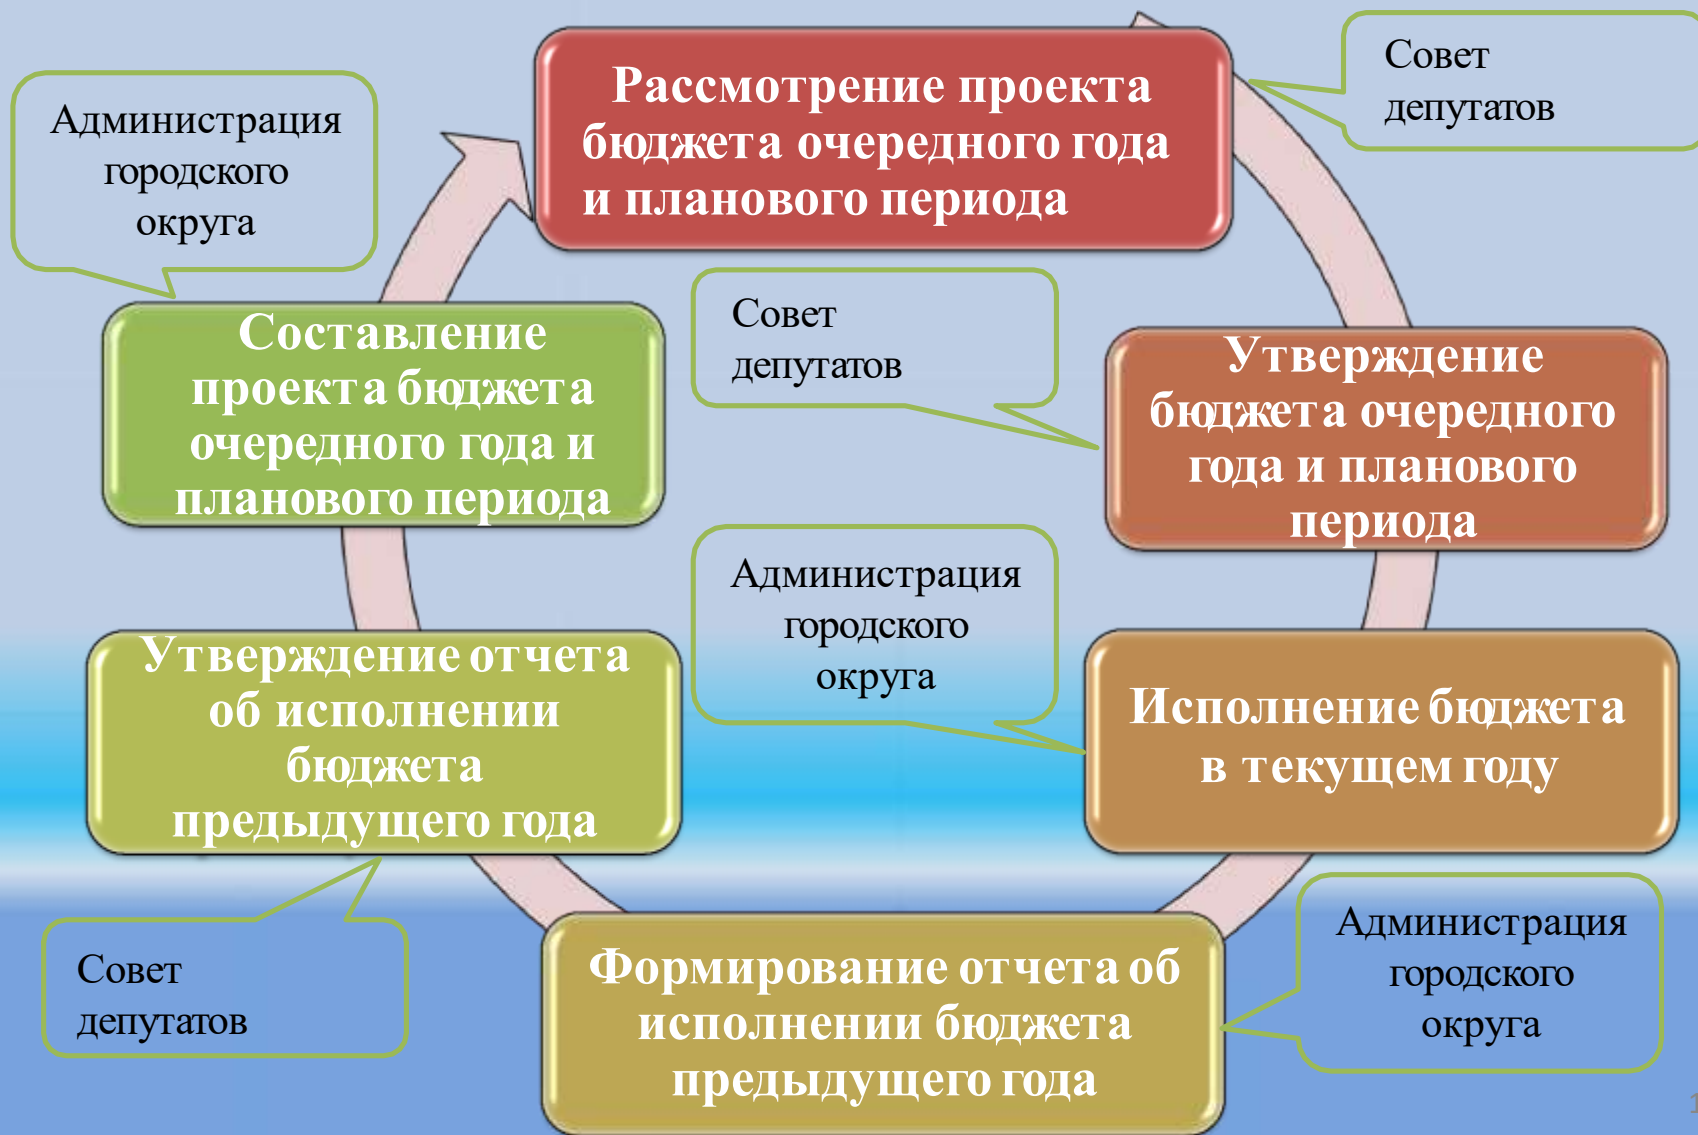 Рассмотрение проекта
бюджета очередного года
и планового периода
Совет
депутатов
Администрация
городского
округа
Составление
проекта бюджета
очередного года и
планового периода
Совет
депутатов
Утверждение
бюджета очередного
года и планового
периода
Администрация
городского
округа
Исполнение бюджета
в текущем году
Утверждение отчета
об исполнении
бюджета
предыдущего года
Совет
депутатов
Формирование отчета об
исполнении бюджета
предыдущего года
Администрация
городского
округа